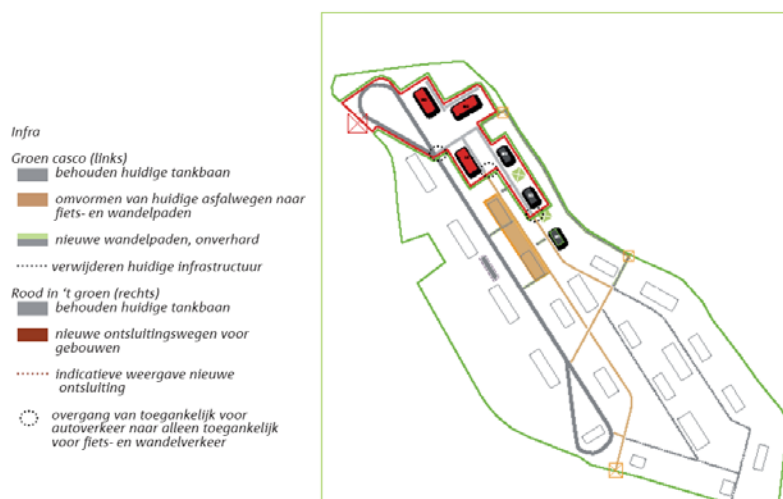 Infra
Groen casco (links)
behouden huidige tankbaan
omvormen van huidige asfalwegen naar
fiets- en wandelpaden
nieuwe wandelpaden, onverhard
verwijderen huidige infrastructuur
Rood in 't groen (rechts)
behouden huidige tankbaan
nieuwe ontsluitingswegen voor
gebouwen
indicatieve weergave nieuwe
ontsluiting
overgang van toegankelijk voor
autoverkeer naar alleen toegankelijk
voor fiets- en wandelverkeer